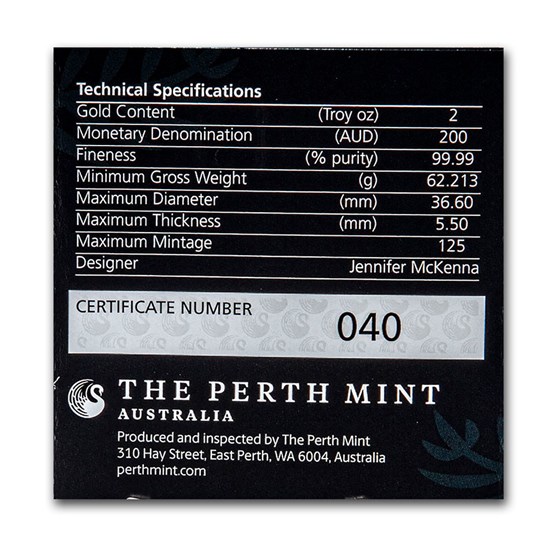 Technical Specifications
Gold Content (Troy oz) 2
Monetary Denomination (AUD) 200
Fineness (% purity) 99.99
Minimum Gross Weight (g) 62.213
Maximum Diameter (mm) 36.60
Maximum Thickness (mm) 5.50
Maximum Mintage 125
Designer Jennifer McKenna
CERTIFICATE NUMBER 040
THE PERTH MINT
AUSTRALIA
Produced and inspected by The Perth Mint
310 Hay Street, East Perth, WA 6004, Australia
perthmint.com